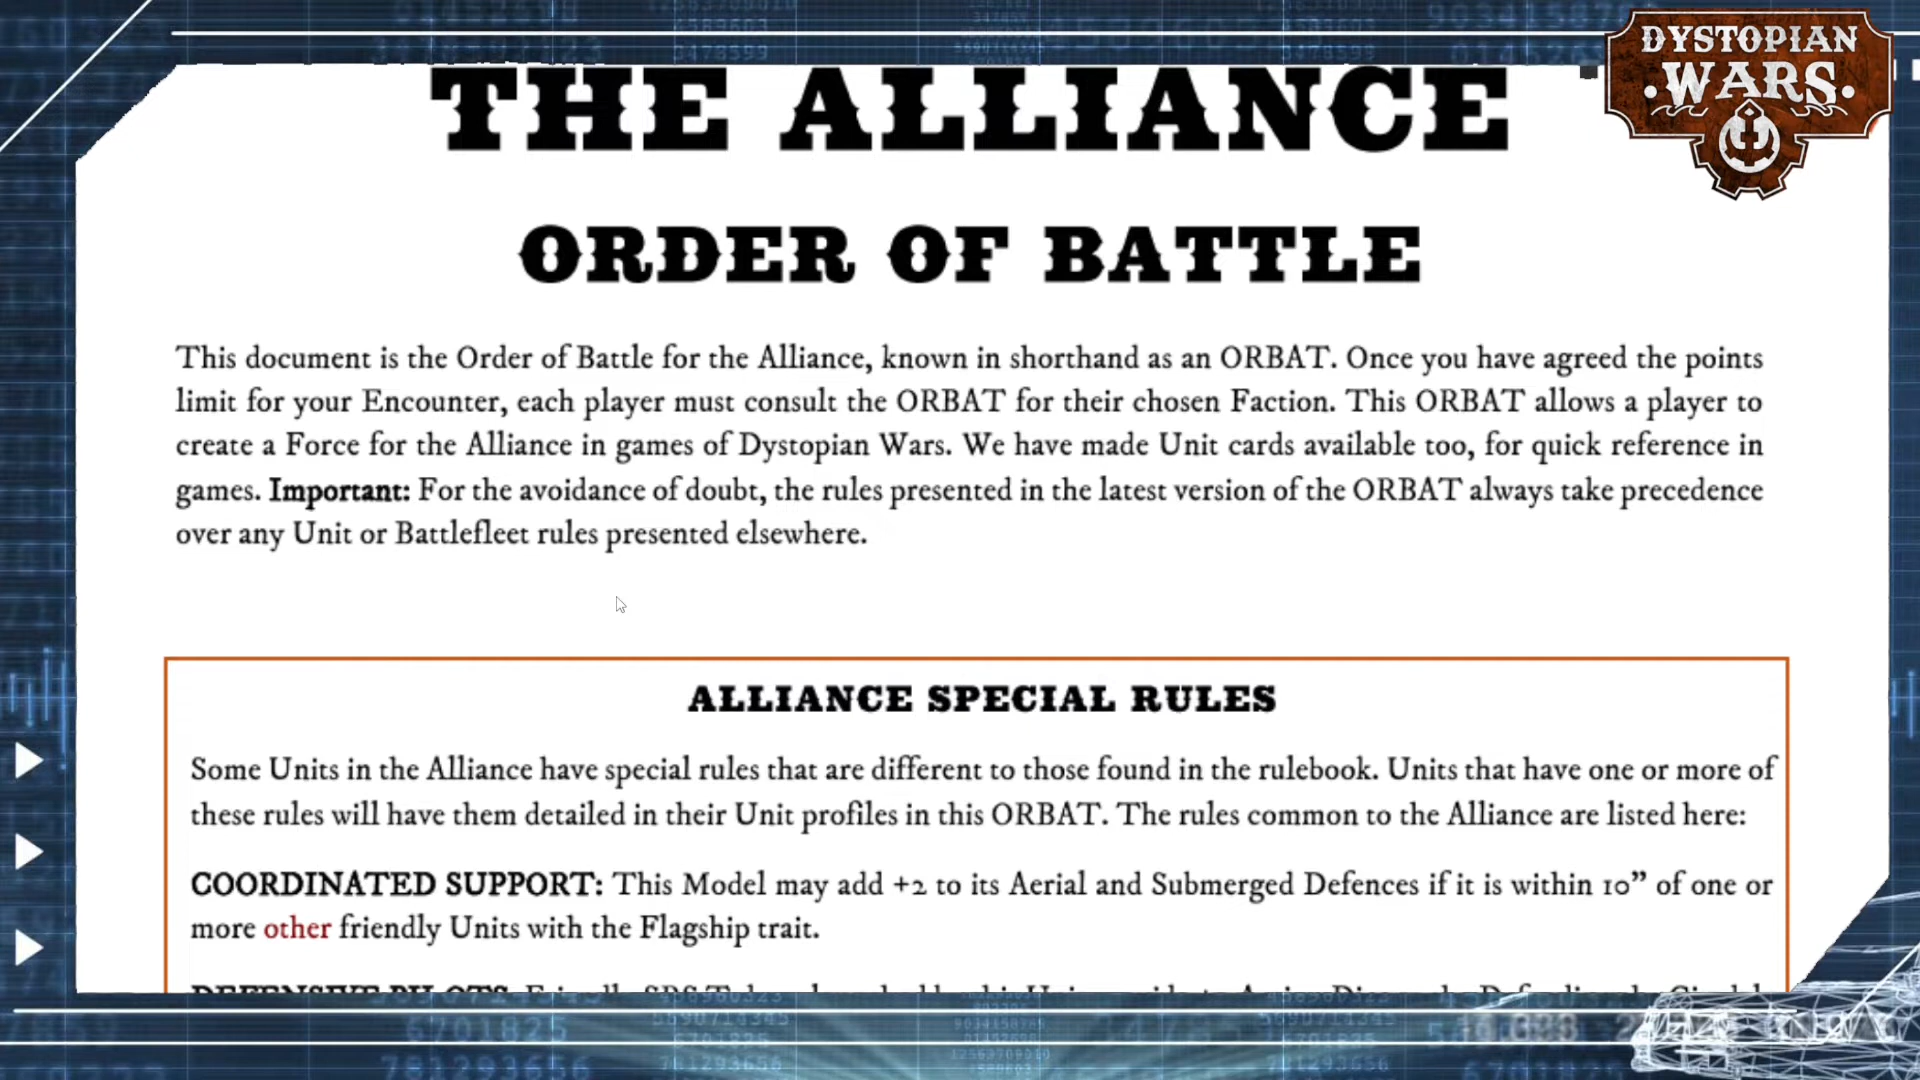 DYSTOPIAN
WARS
THE ALLIANCE
ORDER OF BATTLE
This document is the Order of Battle for the Alliance, known in shorthand as an ORBAT. Once you have agreed the points
limit for your Encounter, each player must consult the ORBAT for their chosen Faction. This ORBAT allows a player to
create a Force for the Alliance in games of Dystopian Wars. We have made Unit cards available too, for quick reference in
games. Important: For the avoidance of doubt, the rules presented in the latest version of the ORBAT always take precedence
over any Unit or Battlefleet rules presented elsewhere.
ALLIANCE SPECIAL RULES
Some Units in the Alliance have special rules that are different to those found in the rulebook. Units that have one or more of
these rules will have them detailed in their Unit profiles in this ORBAT. The rules common to the Alliance are listed here:
COORDINATED SUPPORT: This Model may add +2 to its Aerial and Submerged Defences if it is within 10” of one or
more other friendly Units with the Flagship trait.
6701825
781293656